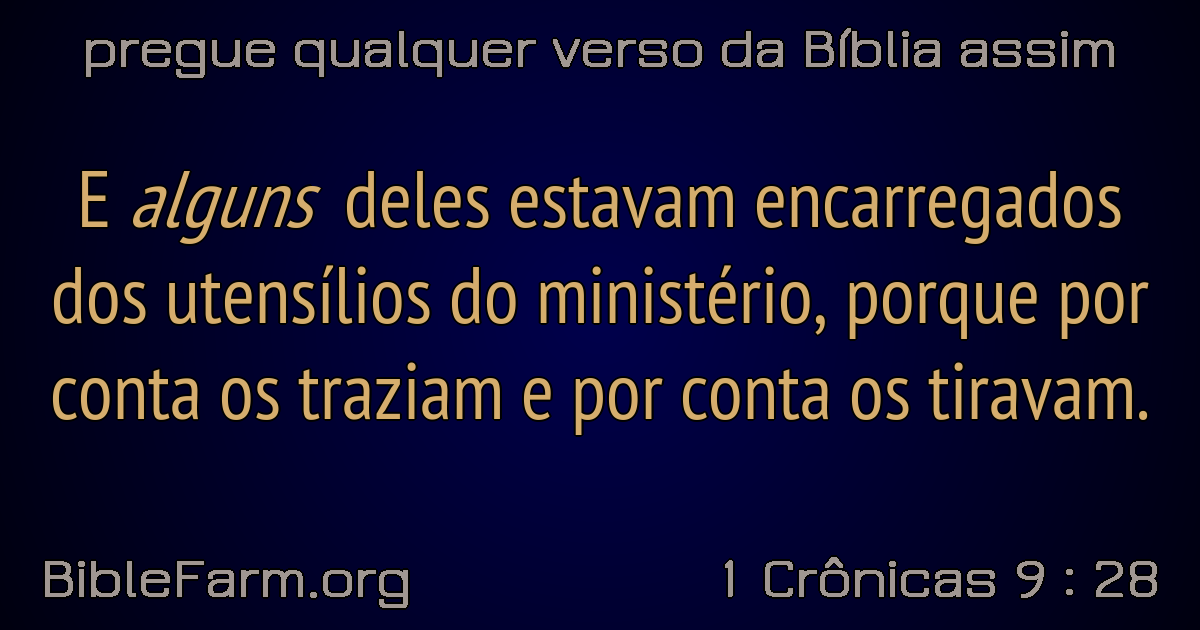 pregue qualquer verso da Bíblia assim
E alguns deles estavam encarregados
dos utensílios do ministério, porque por
conta os traziam e por conta os tiravam.
BibleFarm.org
1 Crônicas 9 : 28